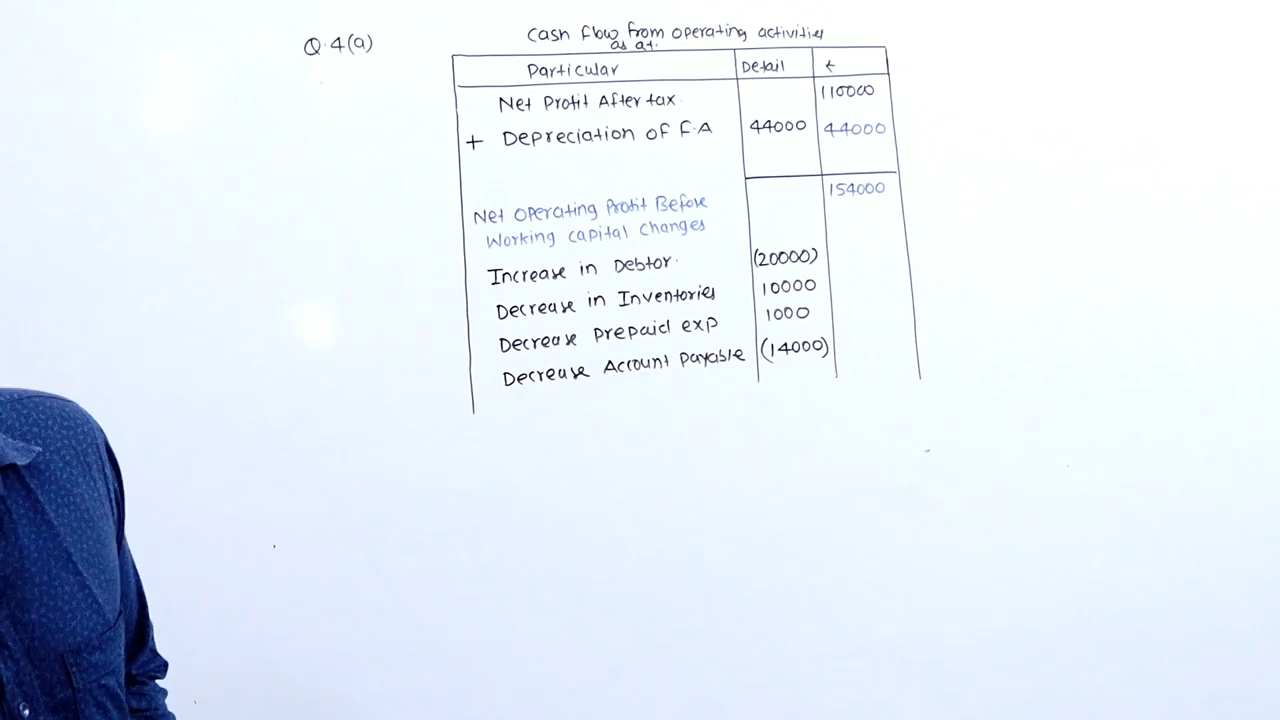 Q.4(a)
Cash flow from operating activities
as at.
Particular Detail ₹
Net Profit After tax. 110000
+ Depreciation of F.A 44000 44000
154000
Net Operating Profit Before
Working Capital Changes
Increase in Debtor. (20000)
Decrease in Inventories 10000
Decrease Prepaid exp 1000
Decrease Account Payable (14000)